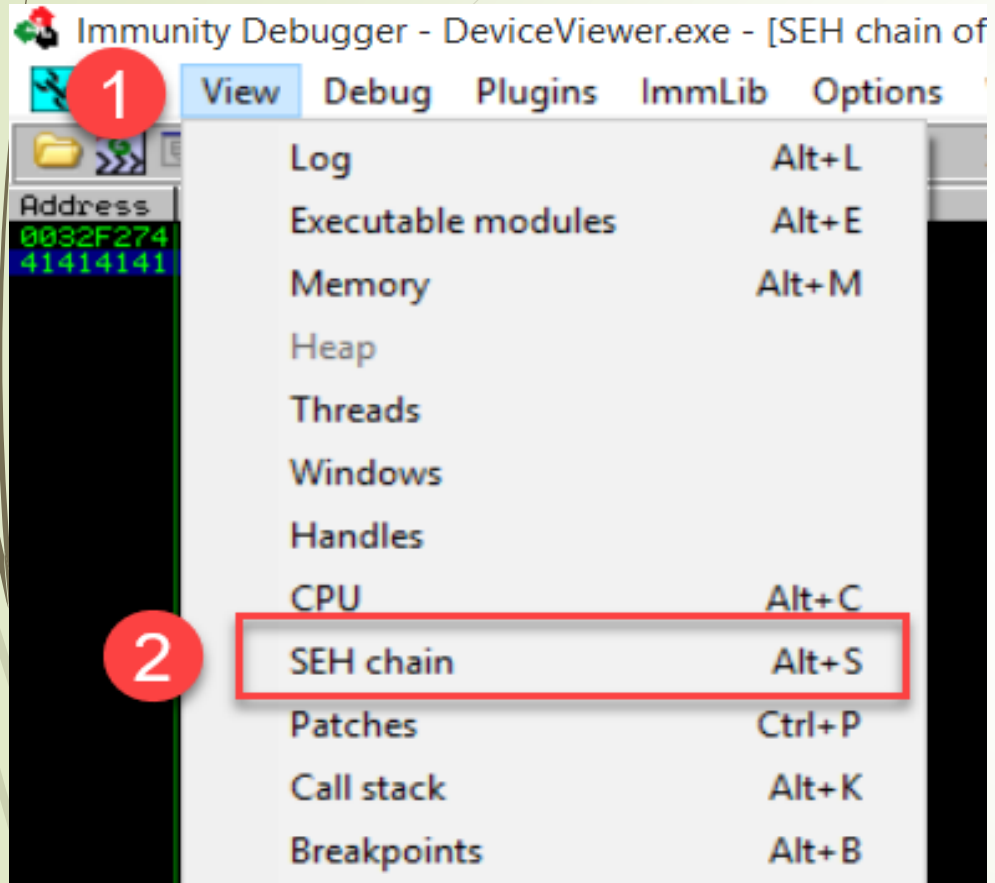 Immunity Debugger - DeviceViewer.exe - [SEH chain of
1 View Debug Plugins ImmLib Options
Address
0032F274
41414141
Log Alt+L
Executable modules Alt+E
Memory Alt+M
Heap
Threads
Windows
Handles
CPU Alt+C
2 SEH chain Alt+S
Patches Ctrl+P
Call stack Alt+K
Breakpoints Alt+B